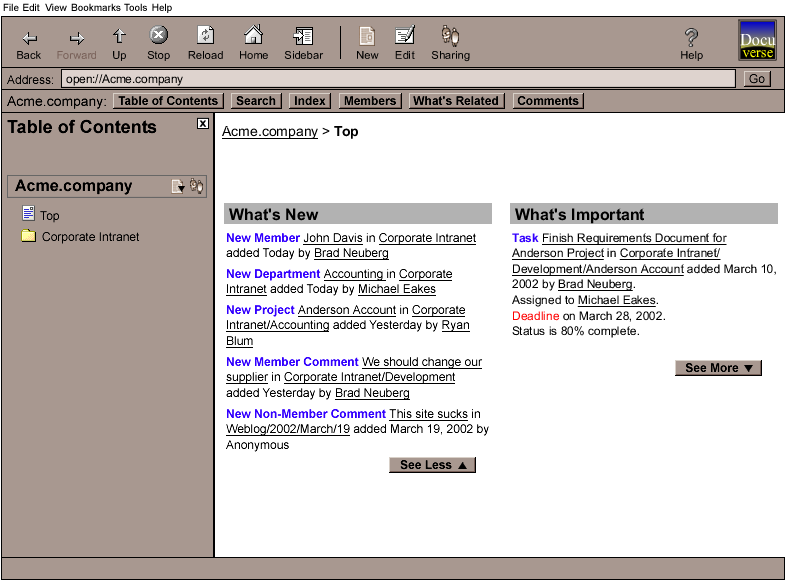 File Edit View Bookmarks Tools Help
Back Forward Up Stop Reload Home Sidebar New Edit Sharing Help
Docu
verse
Address: open://Acme.company Go
Acme.company: Table of Contents Search Index Members What's Related Comments
Table of Contents
Acme.company > Top
Acme.company
Top
Corporate Intranet
What's New
New Member John Davis in Corporate Intranet
added Today by Brad Neuberg
New Department Accounting in Corporate
Intranet added Today by Michael Eakes
New Project Anderson Account in Corporate
Intranet/Accounting added Yesterday by Ryan
Blum
New Member Comment We should change our
supplier in Corporate Intranet/Development
added Yesterday by Brad Neuberg
New Non-Member Comment This site sucks in
Weblog/2002/March/19 added March 19, 2002 by
Anonymous
See Less
What's Important
Task Finish Requirements Document for
Anderson Project in Corporate Intranet/
Development/Anderson Account added March 10,
2002 by Brad Neuberg.
Assigned to Michael Eakes.
Deadline on March 28, 2002.
Status is 80% complete.
See More